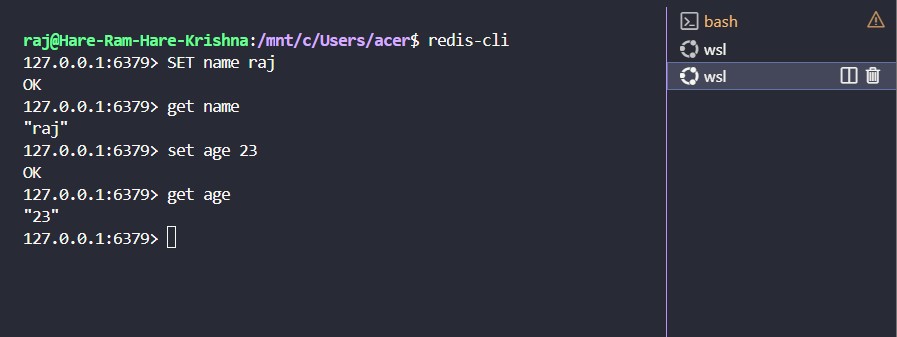 raj@Hare-Ram-Hare-Krishna:/mnt/c/Users/acer$ redis-cli
127.0.0.1:6379> SET name raj
OK
127.0.0.1:6379> get name
"raj"
127.0.0.1:6379> set age 23
OK
127.0.0.1:6379> get age
"23"
127.0.0.1:6379>
bash
wsl
wsl